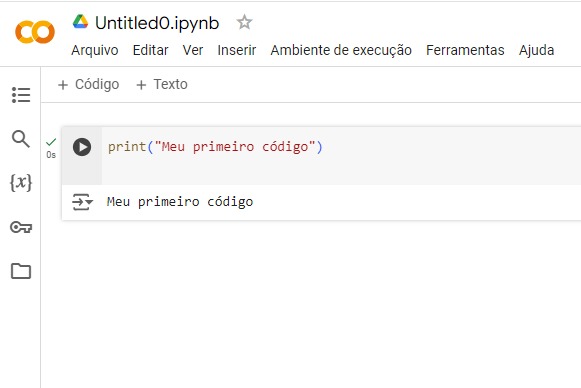 Untitled0.ipynb
Arquivo Editar Ver Inserir Ambiente de execução Ferramentas Ajuda
+ Código + Texto
print("Meu primeiro código")
0s
Meu primeiro código
{x}